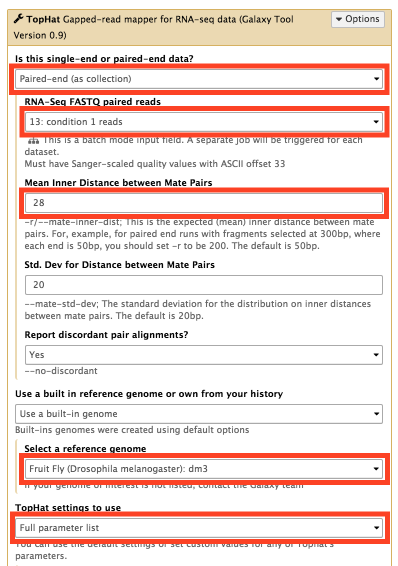 TopHat Gapped-read mapper for RNA-seq data (Galaxy Tool
Version 0.9)
Options
Is this single-end or paired-end data?
Paired-end (as collection)
RNA-Seq FASTQ paired reads
13: condition 1 reads
This is a batch mode input field. A separate job will be triggered for each
dataset.
Must have Sanger-scaled quality values with ASCII offset 33
Mean Inner Distance between Mate Pairs
28
-r/--mate-inner-dist; This is the expected (mean) inner distance between mate
pairs. For, example, for paired end runs with fragments selected at 300bp, where
each end is 50bp, you should set -r to be 200. The default is 50bp.
Std. Dev for Distance between Mate Pairs
20
--mate-std-dev; The standard deviation for the distribution on inner distances
between mate pairs. The default is 20bp.
Report discordant pair alignments?
Yes
--no-discordant
Use a built in reference genome or own from your history
Use a built-in genome
Built-ins genomes were created using default options
Select a reference genome
Fruit Fly (Drosophila melanogaster): dm3
If your genome of interest is not listed, contact the Galaxy team
TopHat settings to use
Full parameter list
You can use the default settings or set custom values for any of Tophat's
parameters.